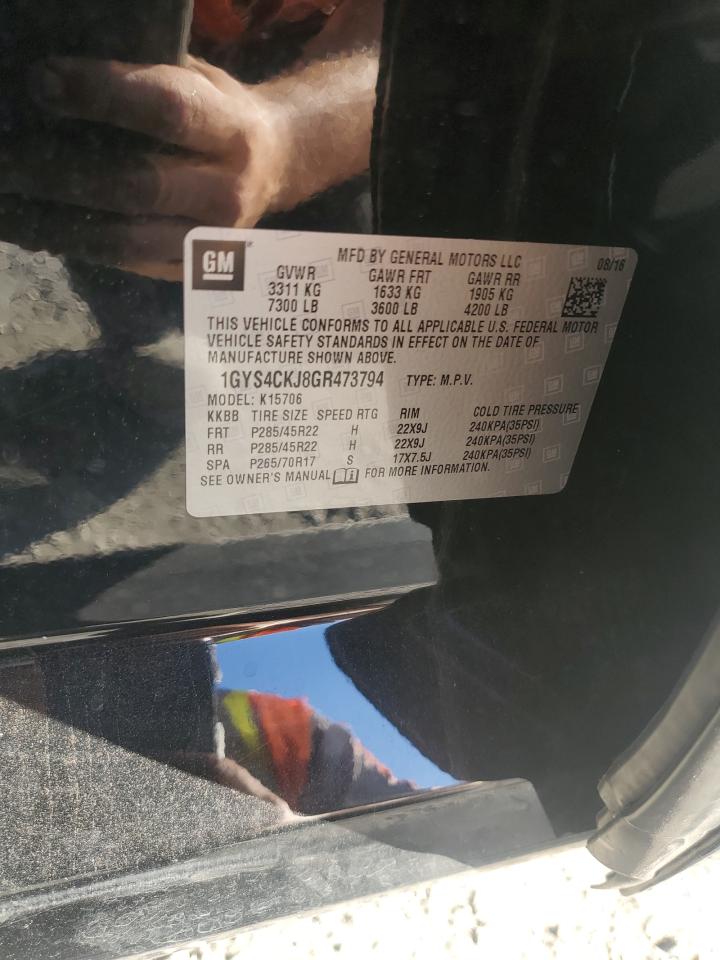 GM
MFD BY GENERAL MOTORS LLC 08/16
GVWR GAWR FRT GAWR RR
3311 KG 1633 KG 1905 KG
7300 LB 3600 LB 4200 LB
THIS VEHICLE CONFORMS TO ALL APPLICABLE U.S. FEDERAL MOTOR
VEHICLE SAFETY STANDARDS IN EFFECT ON THE DATE OF
MANUFACTURE SHOWN ABOVE.
1GYS4CKJ8GR473794 TYPE: M.P.V.
MODEL: K15706
KKBB TIRE SIZE SPEED RTG RIM COLD TIRE PRESSURE
FRT P285/45R22 H 22X9J 240KPA(35PSI)
RR P285/45R22 H 22X9J 240KPA(35PSI)
SPA P265/70R17 S 17X7.5J 240KPA(35PSI)
SEE OWNER'S MANUAL FOR MORE INFORMATION.